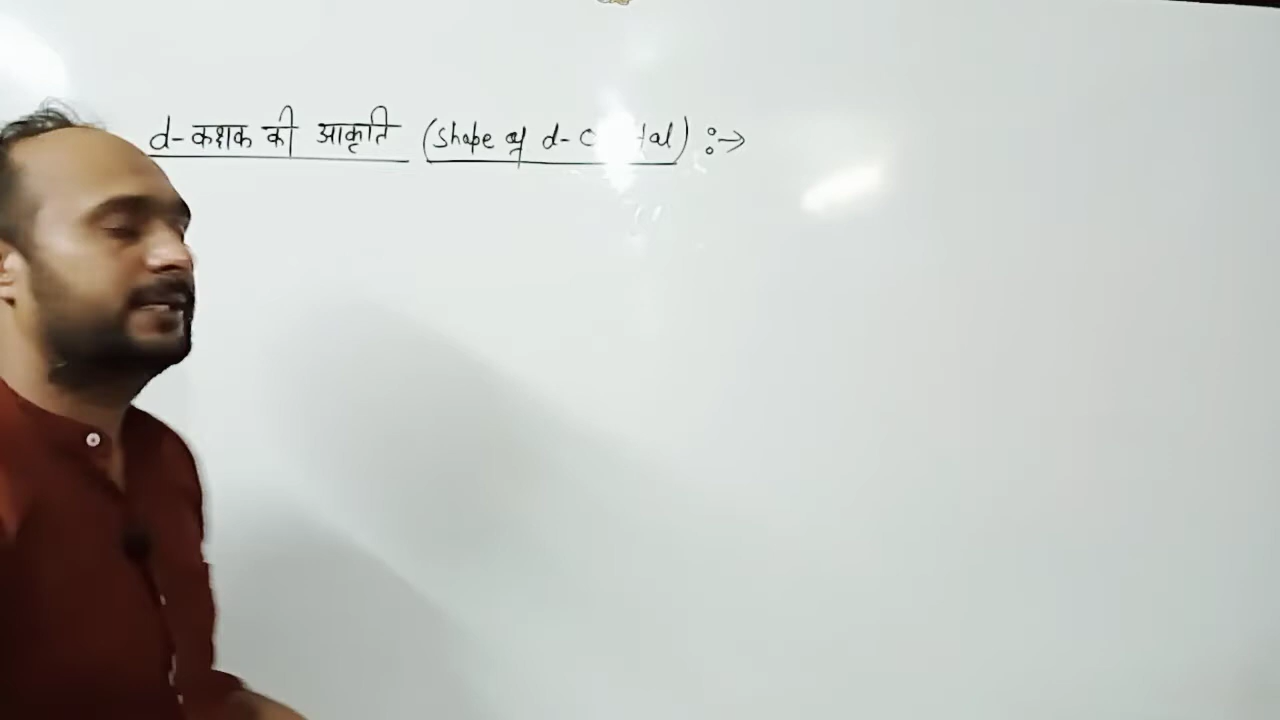 d-कक्षक की आकृति (shape of d- ) :→